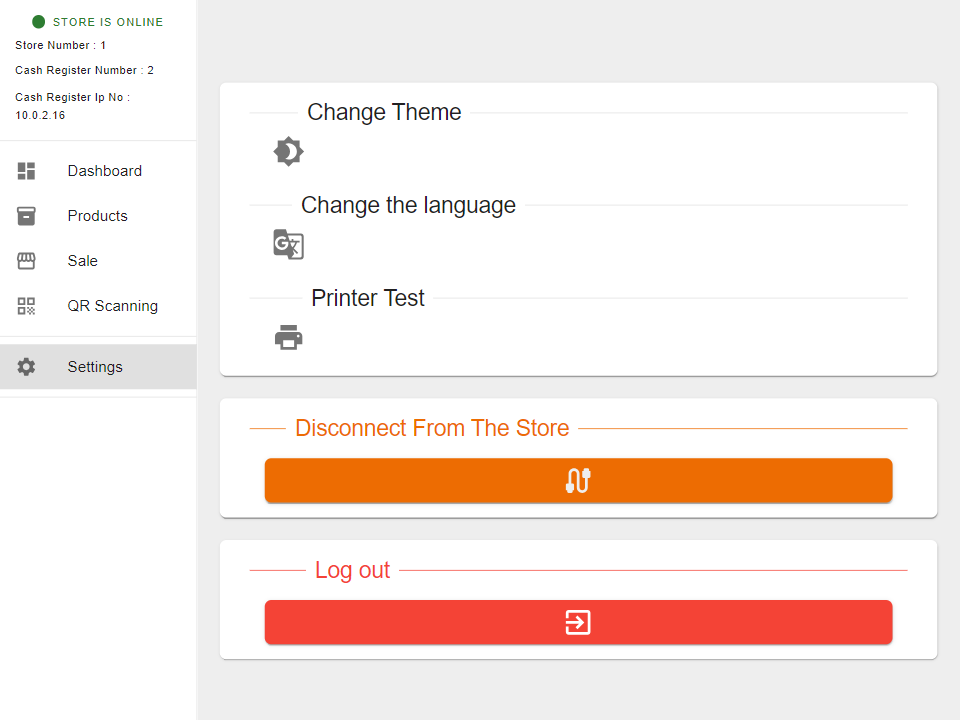 STORE IS ONLINE
Store Number : 1
Cash Register Number : 2
Cash Register Ip No :
10.0.2.16
Dashboard
Products
Sale
QR Scanning
Settings
Change Theme
Change the language
Printer Test
Disconnect From The Store
Log out